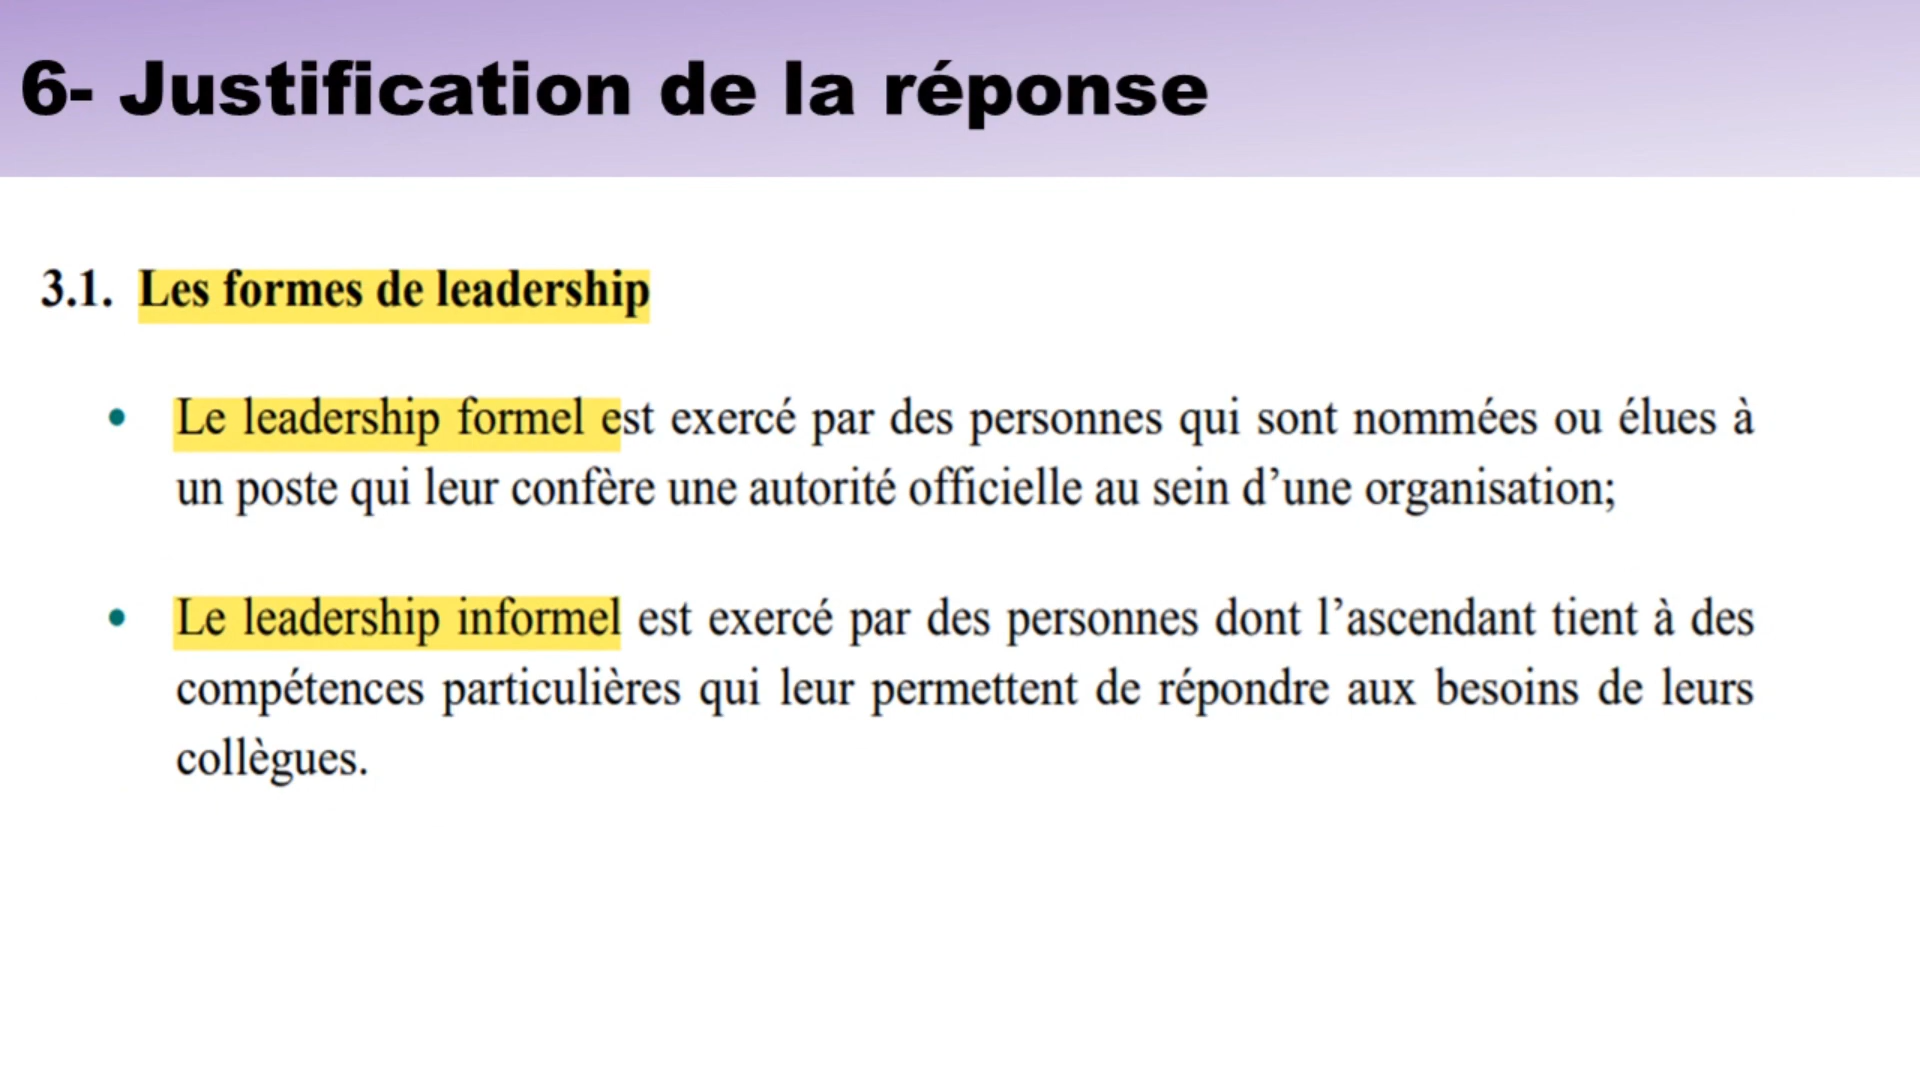 6- Justification de la réponse
3.1. Les formes de leadership
• Le leadership formel est exercé par des personnes qui sont nommées ou élues à
un poste qui leur confère une autorité officielle au sein d’une organisation;
• Le leadership informel est exercé par des personnes dont l’ascendant tient à des
compétences particulières qui leur permettent de répondre aux besoins de leurs
collègues.